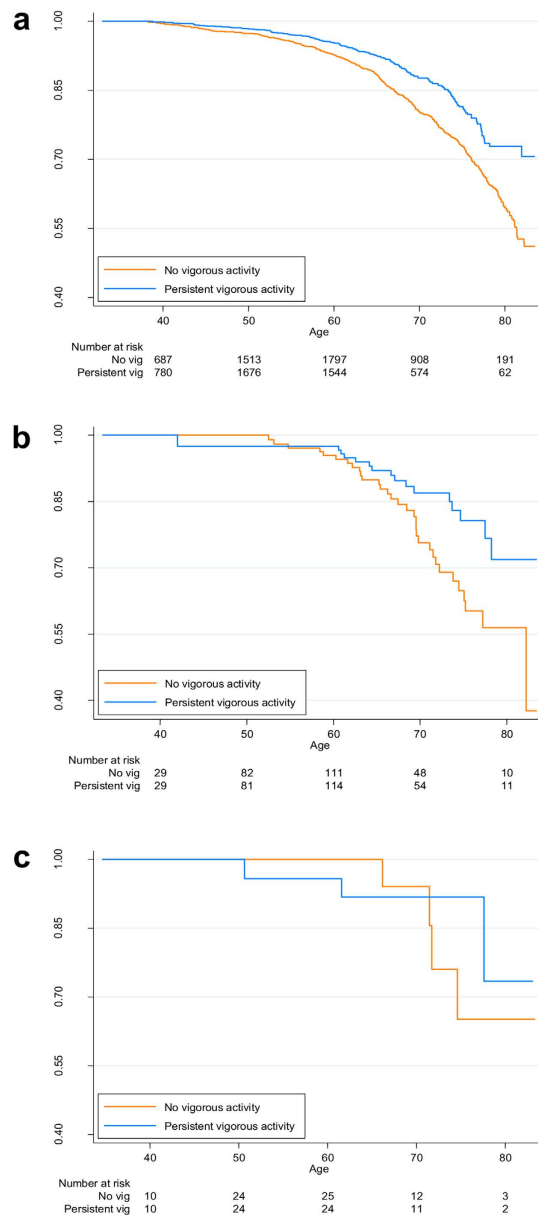 a
1.00
0.85
0.70
0.55
0.40
No vigorous activity
Persistent vigorous activity
40 50 60 70 80
Age
Number at risk
No vig 687 1513 1797 908 191
Persistent vig 780 1676 1544 574 62
b
1.00
0.85
0.70
0.55
0.40
No vigorous activity
Persistent vigorous activity
40 50 60 70 80
Age
Number at risk
No vig 29 82 111 48 10
Persistent vig 29 81 114 54 11
c
1.00
0.85
0.70
0.55
0.40
No vigorous activity
Persistent vigorous activity
40 50 60 70 80
Age
Number at risk
No vig 10 24 25 12 3
Persistent vig 10 24 24 11 2